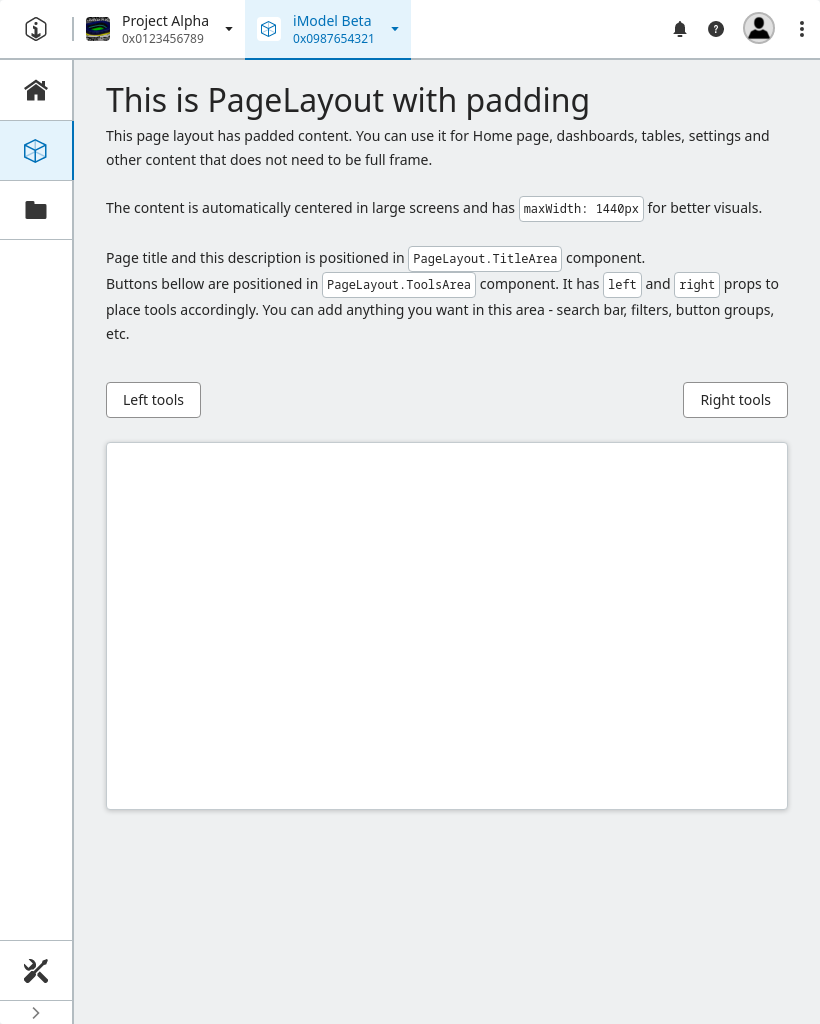 Project Alpha
0x0123456789
iModel Beta
0x0987654321
This is PageLayout with padding
This page layout has padded content. You can use it for Home page, dashboards, tables, settings and
other content that does not need to be full frame.
The content is automatically centered in large screens and has maxWidth: 1440px for better visuals.
Page title and this description is positioned in PageLayout.TitleArea component.
Buttons bellow are positioned in PageLayout.ToolsArea component. It has left and right props to
place tools accordingly. You can add anything you want in this area - search bar, filters, button groups,
etc.
Left tools
Right tools